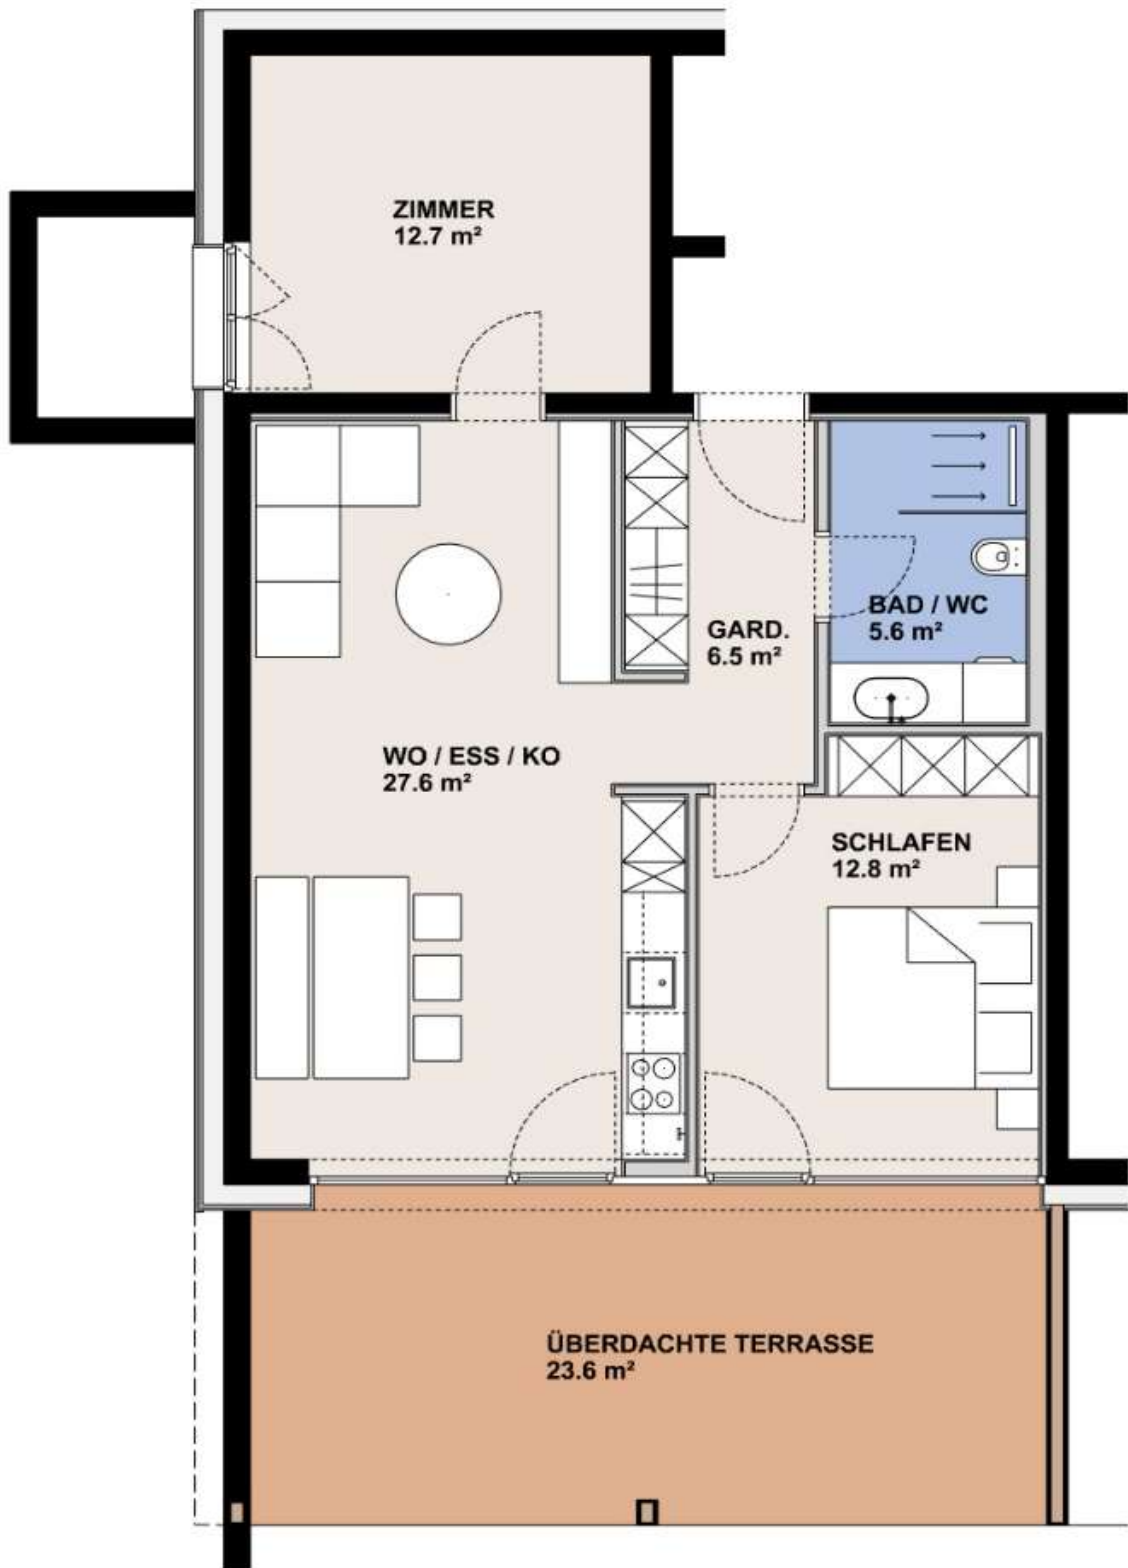 ZIMMER
12.7 m²
BAD / WC
5.6 m²
GARD.
6.5 m²
WO / ESS / KO
27.6 m²
SCHLAFEN
12.8 m²
ÜBERDACHTE TERRASSE
23.6 m²